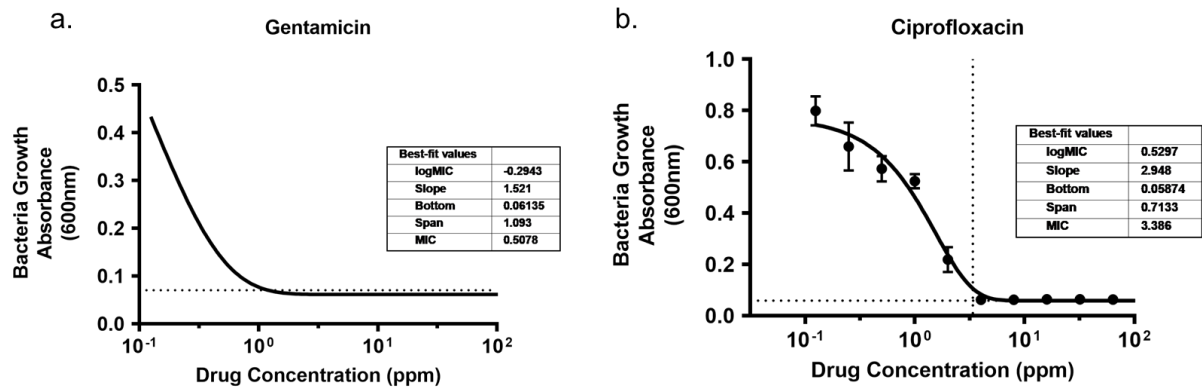 a.
Gentamicin
Bacteria Growth
Absorbance
(600nm)
0.5
0.4
0.3
0.2
0.1
0.0
10-1
100
101
102
Drug Concentration (ppm)
Best-fit values
logMIC -0.2943
Slope 1.521
Bottom 0.06135
Span 1.093
MIC 0.5078
b.
Ciprofloxacin
Bacteria Growth
Absorbance
(600nm)
1.0
0.8
0.6
0.4
0.2
0.0
10-1
100
101
102
Drug Concentration (ppm)
Best-fit values
logMIC 0.5297
Slope 2.948
Bottom 0.05874
Span 0.7133
MIC 3.386